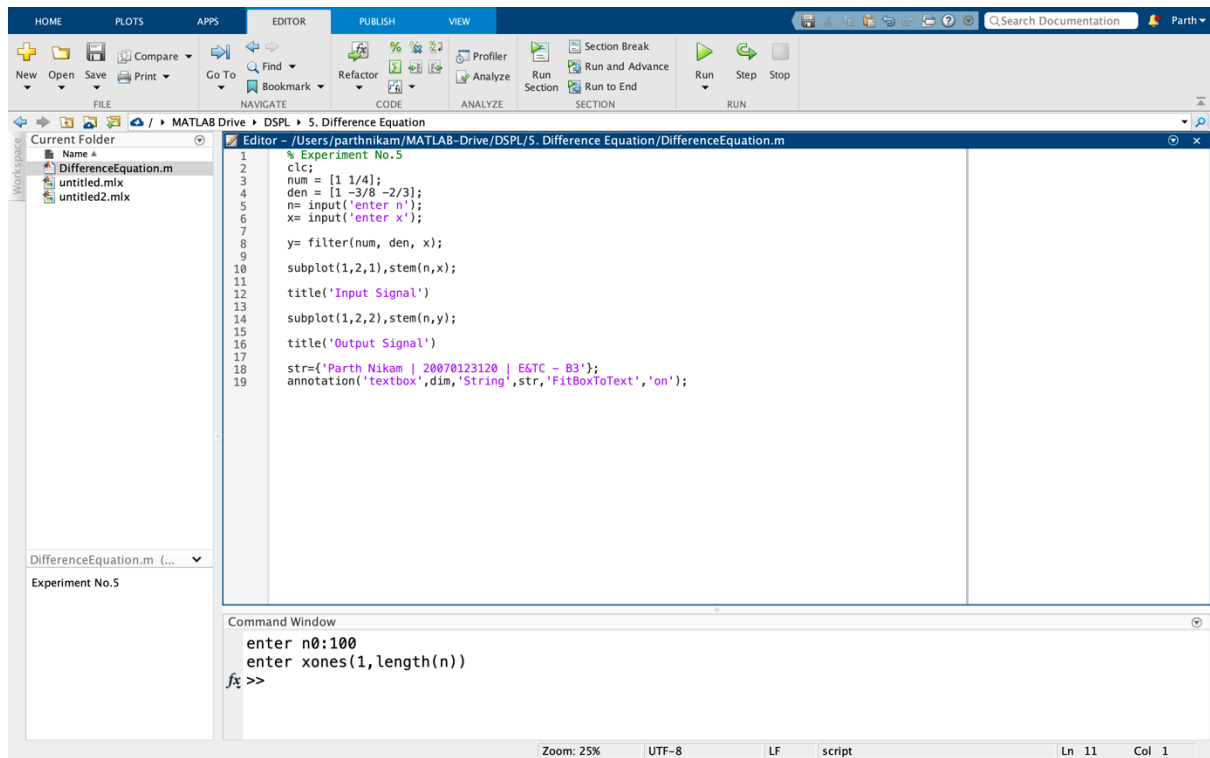 HOME PLOTS APPS EDITOR PUBLISH VIEW Search Documentation Parth
New Open Save Compare Print Go To Find Bookmark Refactor Profiler Analyze Run Section Section Break Run and Advance Run to End Run Step Stop
FILE NAVIGATE CODE ANALYZE SECTION RUN
/ MATLAB Drive DSPL 5. Difference Equation
Workspace
Current Folder
Name
DifferenceEquation.m
untitled.mlx
untitled2.mlx
DifferenceEquation.m (...
Experiment No.5
Editor – /Users/parthnikam/MATLAB-Drive/DSPL/5. Difference Equation/DifferenceEquation.m
1 % Experiment No.5
2 clc;
3 num = [1 1/4];
4 den = [1 -3/8 -2/3];
5 n= input('enter n');
6 x= input('enter x');
7
8 y= filter(num, den, x);
9
10 subplot(1,2,1),stem(n,x);
11
12 title('Input Signal')
13
14 subplot(1,2,2),stem(n,y);
15
16 title('Output Signal')
17
18 str={'Parth Nikam | 20070123120 | E&TC - B3'};
19 annotation('textbox',dim,'String',str,'FitBoxToText','on');
Command Window
enter n0:100
enter xones(1,length(n))
fx >>
Zoom: 25% UTF-8 LF script Ln 11 Col 1